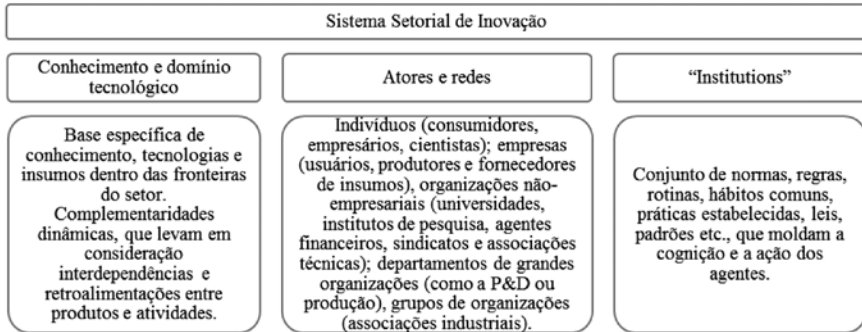 Sistema Setorial de Inovação
Conhecimento e domínio
tecnológico
Atores e redes
“Institutions”
Base específica de
conhecimento, tecnologias e
insumos dentro das fronteiras
do setor.
Complementaridades
dinâmicas, que levam em
consideração
interdependências e
retroalimentações entre
produtos e atividades.
Indivíduos (consumidores,
empresários, cientistas); empresas
(usuários, produtores e fornecedores
de insumos), organizações não-
empresariais (universidades,
institutos de pesquisa, agentes
financeiros, sindicatos e associações
técnicas); departamentos de grandes
organizações (como a P&D ou
produção), grupos de organizações
(associações industriais).
Conjunto de normas, regras,
rotinas, hábitos comuns,
práticas estabelecidas, leis,
padrões etc., que moldam a
cognição e a ação dos
agentes.